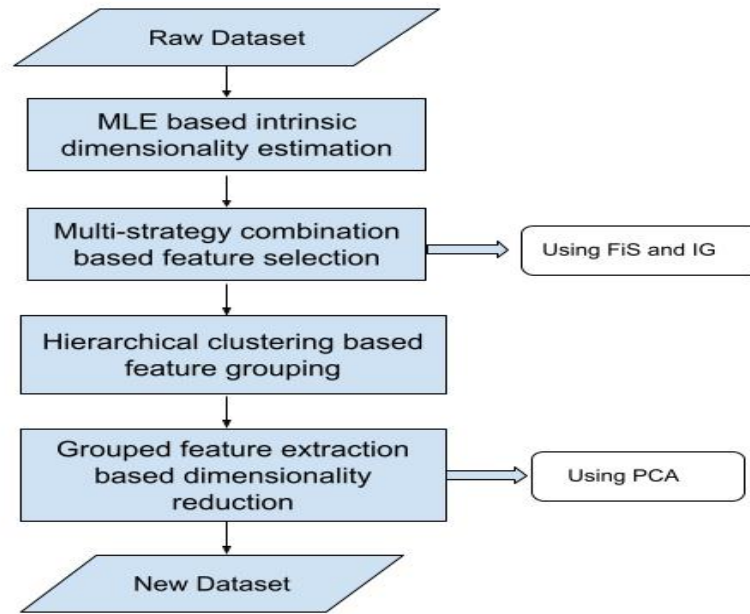 Raw Dataset
MLE based intrinsic
dimensionality estimation
Multi-strategy combination
based feature selection
Using FiS and IG
Hierarchical clustering based
feature grouping
Grouped feature extraction
based dimensionality
reduction
Using PCA
New Dataset